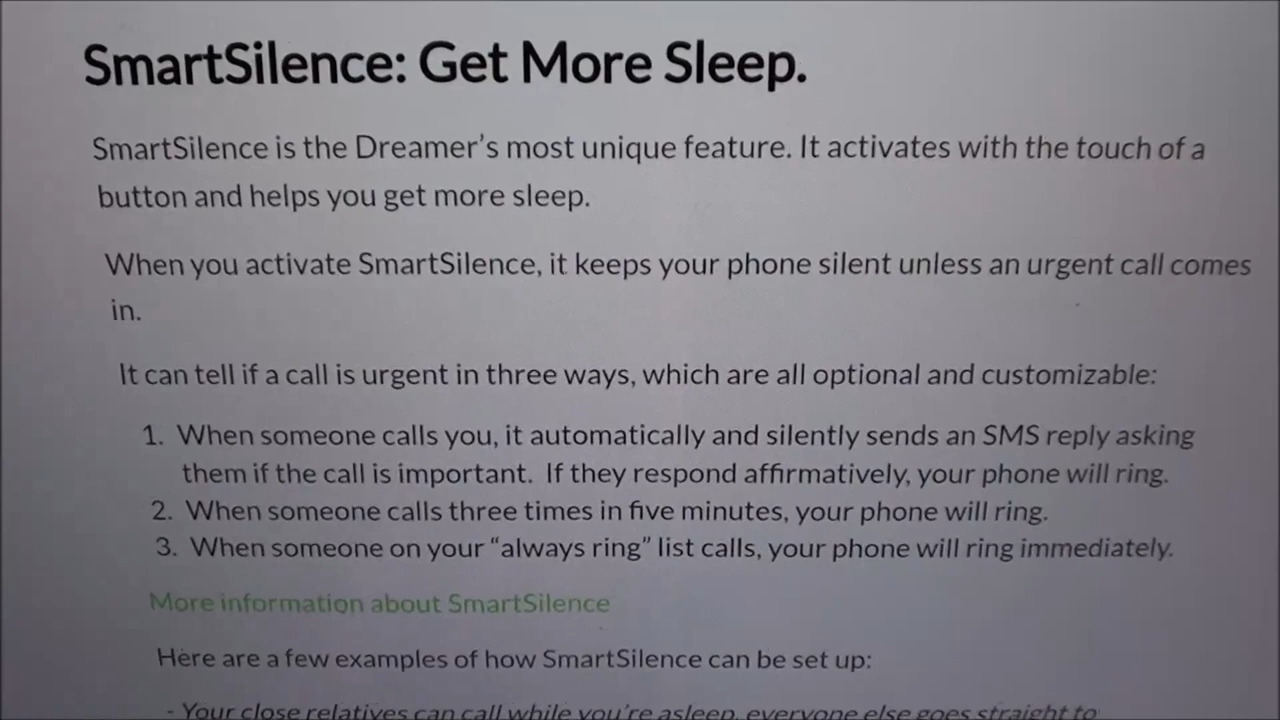 SmartSilence: Get More Sleep.
SmartSilence is the Dreamer’s most unique feature. It activates with the touch of a
button and helps you get more sleep.
When you activate SmartSilence, it keeps your phone silent unless an urgent call comes
in.
It can tell if a call is urgent in three ways, which are all optional and customizable:
1. When someone calls you, it automatically and silently sends an SMS reply asking
them if the call is important. If they respond affirmatively, your phone will ring.
2. When someone calls three times in five minutes, your phone will ring.
3. When someone on your “always ring” list calls, your phone will ring immediately.
More information about SmartSilence
Here are a few examples of how SmartSilence can be set up:
- Your close relatives can call while you’re asleep, everyone else goes straight to